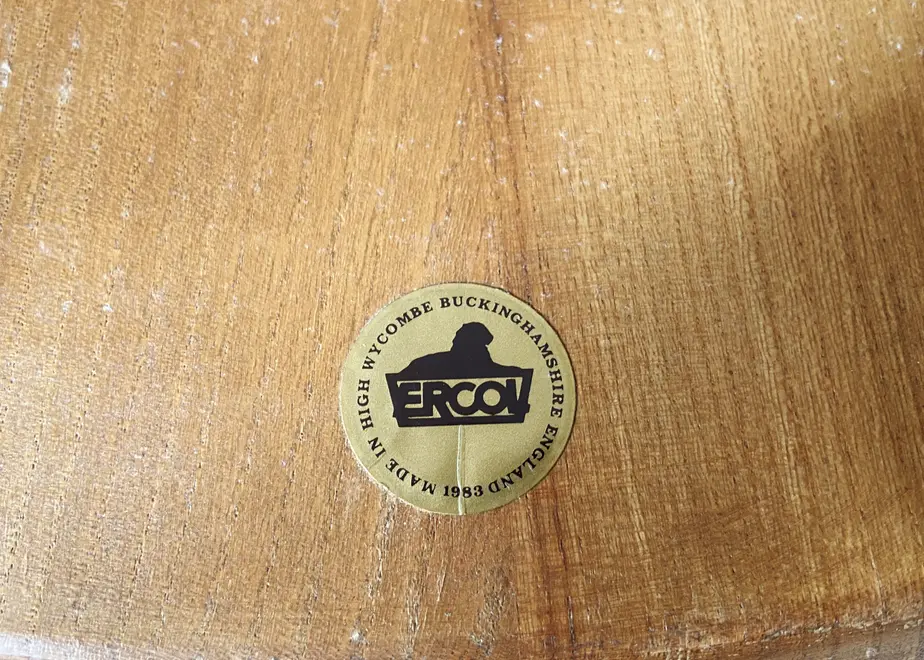 MADE IN HIGH WYCOMBE BUCKINGHAMSHIRE ENGLAND
ERCOL
1983